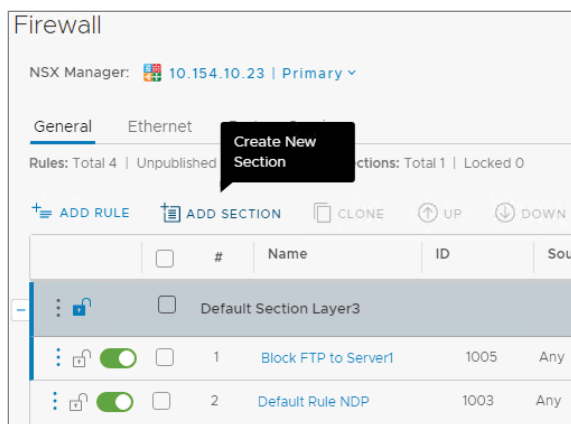 Firewall
NSX Manager: 10.154.10.23 | Primary
General Ethernet
Create New
Section
Rules: Total 4 | Unpublished ctions: Total 1 | Locked 0
ADD RULE ADD SECTION CLONE UP DOWN
# Name ID Sou
Default Section Layer3
1 Block FTP to Server1 1005 Any
2 Default Rule NDP 1003 Any